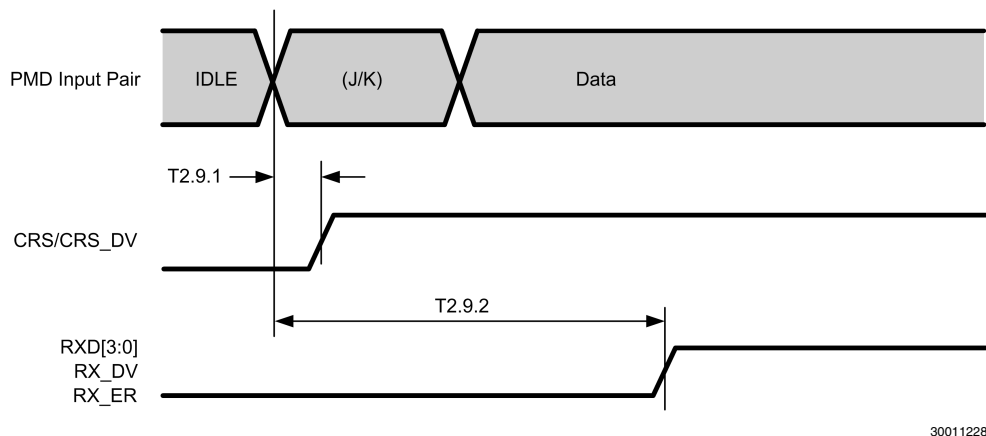 PMD Input Pair
IDLE
(J/K)
Data
T2.9.1
CRS/CRS_DV
T2.9.2
RXD[3:0]
RX_DV
RX_ER
30011228